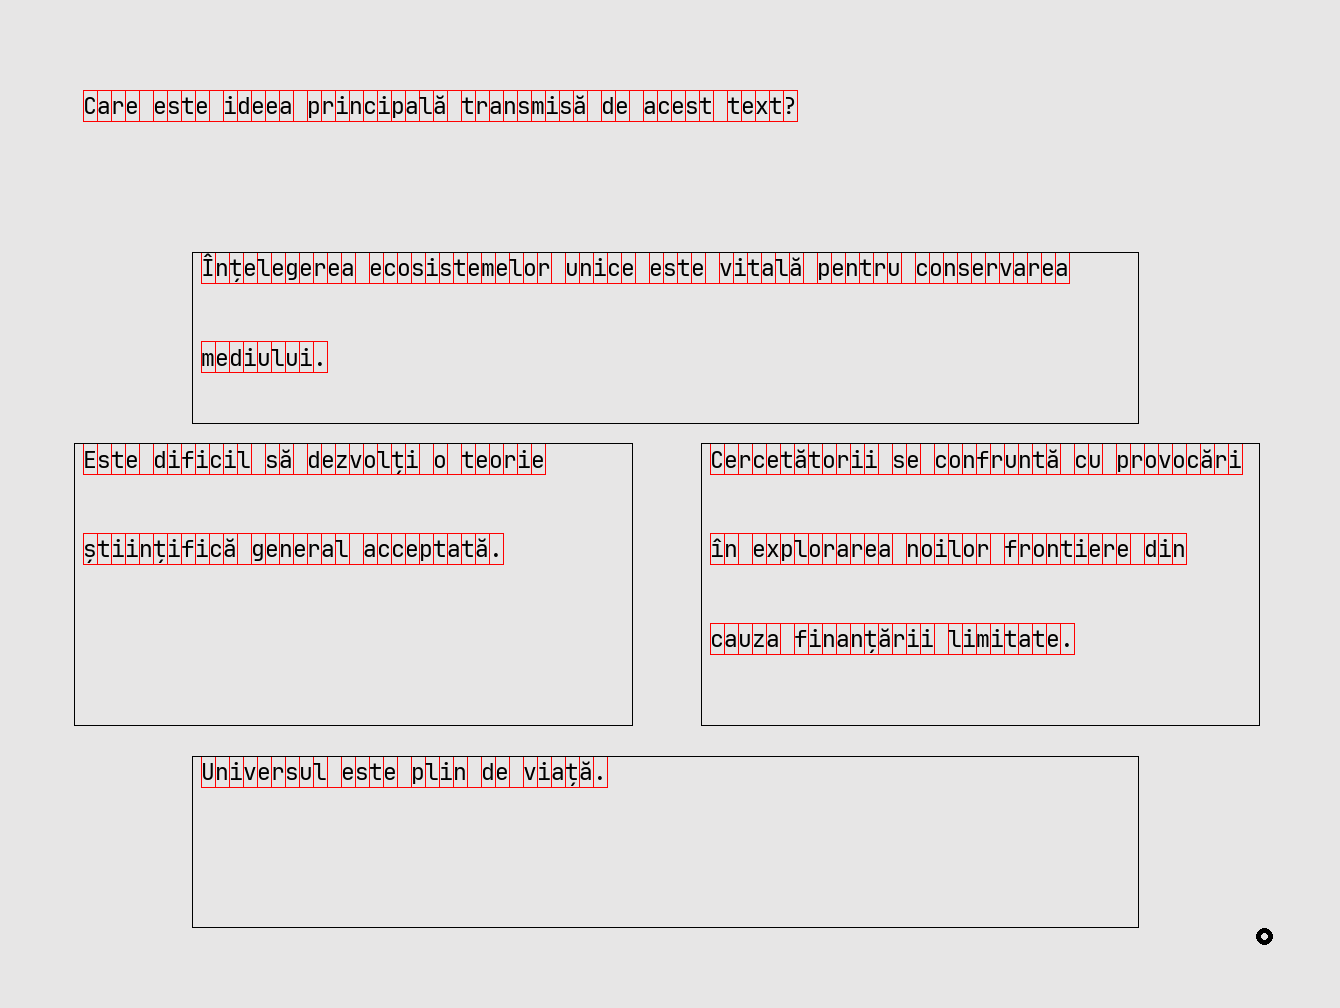 Care este ideea principală transmisă de acest text?
Înțelegerea ecosistemelor unice este vitală pentru conservarea
mediului.
Este dificil să dezvolți o teorie
științifică general acceptată.
Cercetătorii se confruntă cu provocări
în explorarea noilor frontiere din
cauza finanțării limitate.
Universul este plin de viață.